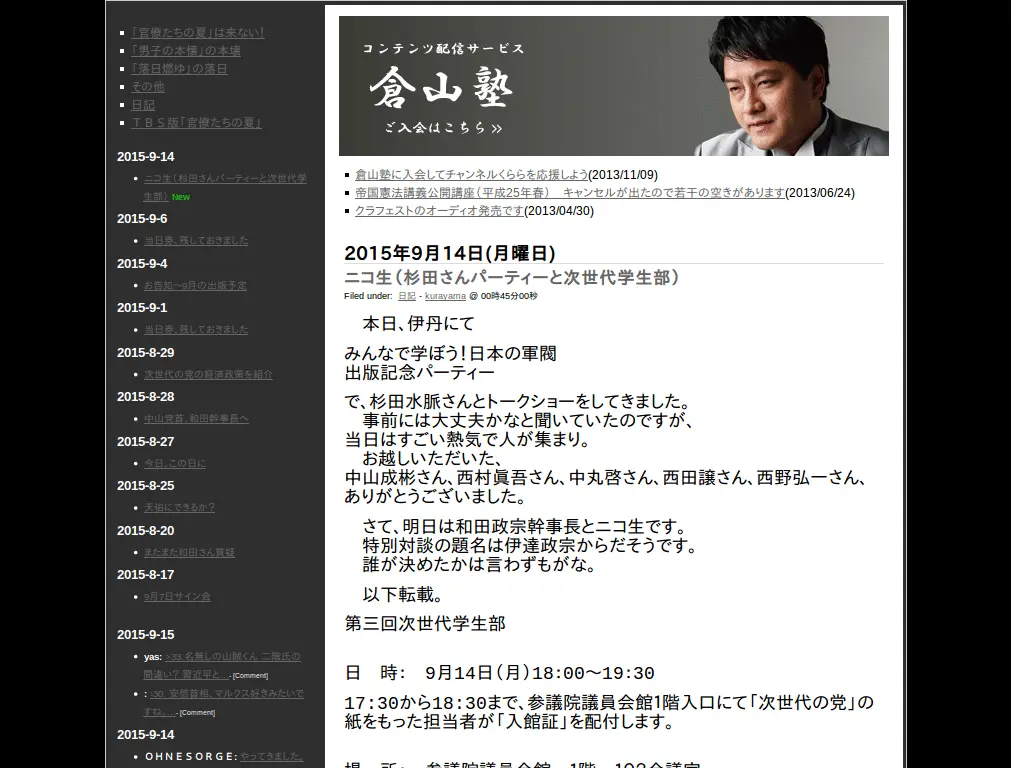 「官僚たちの夏」は来ない！
「男子の本懐」の本壊
「落日燃ゆ」の落日
その他
日記
ＴＢＳ版「官僚たちの夏」
2015-9-14
ニコ生（杉田さんパーティーと次世代学
生部） New
2015-9-6
当日券、残しておきました
2015-9-4
お告知～9月の出版予定
2015-9-1
当日券、残しておきました
2015-8-29
次世代の党の経済政策を紹介
2015-8-28
中山党首、和田幹事長へ
2015-8-27
今日、この日に
2015-8-25
天佑にできるか？
2015-8-20
またまた和田さん質疑
2015-8-17
9月7日サイン会
2015-9-15
yas: >33. 名無しの山賊くん 二階氏の
間違い？ 習近平と… - [Comment]
: >30. 安倍首相、マルクス好きみたいで
すね。… - [Comment]
2015-9-14
ＯＨＮＥＳＯＲＧＥ: やってきました。
コンテンツ配信サービス
倉山塾
ご入会はこちら »
倉山塾に入会してチャンネルくららを応援しよう(2013/11/09)
帝国憲法講義公開講座（平成25年春）　キャンセルが出たので若干の空きがあります(2013/06/24)
クラフェストのオーディオ発売です(2013/04/30)
2015年9月14日(月曜日)
ニコ生（杉田さんパーティーと次世代学生部）
Filed under: 日記 - kurayama @ 00時45分00秒
本日、伊丹にて
みんなで学ぼう！日本の軍閥
出版記念パーティー
で、杉田水脈さんとトークショーをしてきました。
事前には大丈夫かなと聞いていたのですが、
当日はすごい熱気で人が集まり。
お越しいただいた、
中山成彬さん、西村眞吾さん、中丸啓さん、西田譲さん、西野弘一さん、
ありがとうございました。
さて、明日は和田政宗幹事長とニコ生です。
特別対談の題名は伊達政宗からだそうです。
誰が決めたかは言わずもがな。
以下転載。
第三回次世代学生部
日　時：　9月14日（月）18:00～19:30
17:30から18:30まで、参議院議員会館1階入口にて「次世代の党」の
紙をもった担当者が「入館証」を配付します。
場　所：　参議院議員会館　1階　102会議室